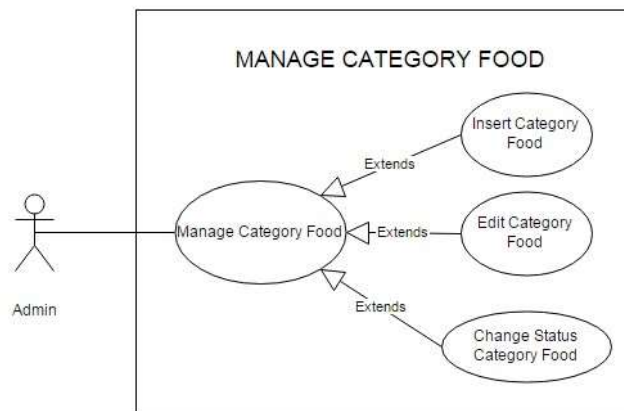 MANAGE CATEGORY FOOD
Insert Category
Food
Extends
Manage Category Food
Extends
Edit Category
Food
Admin
Extends
Change Status
Category Food